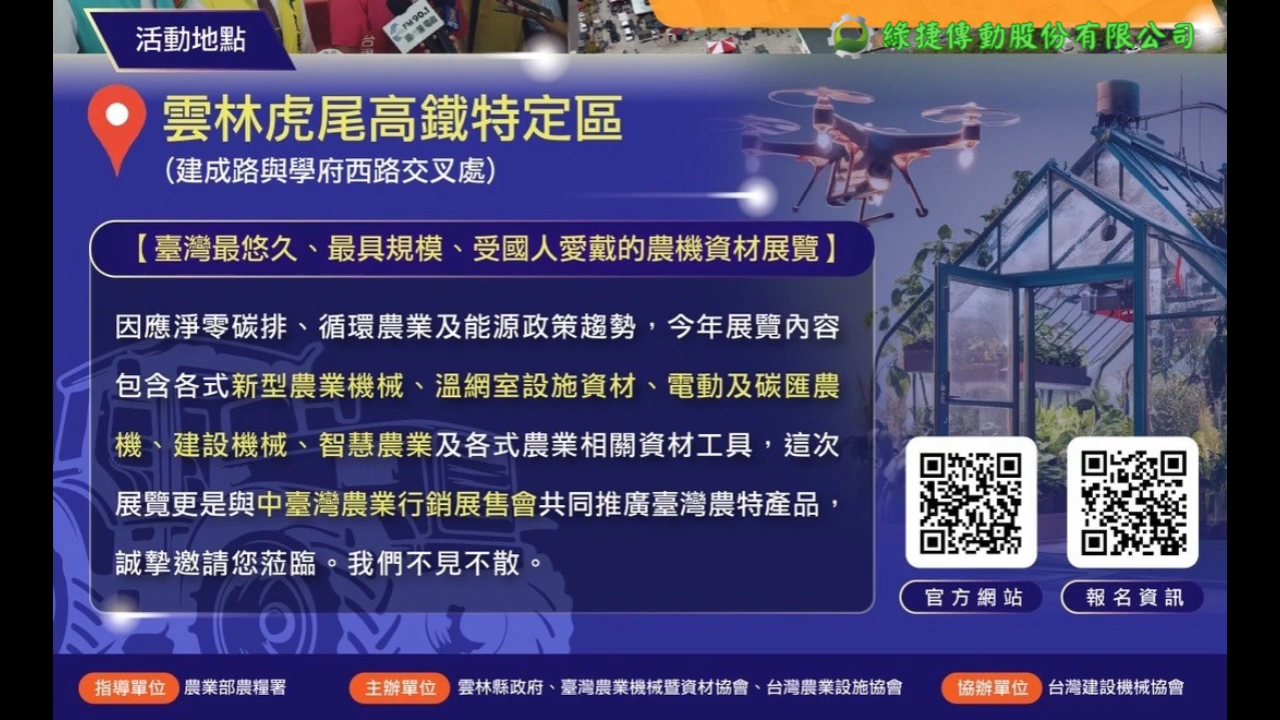 活動地點
綠捷傳動股份有限公司
FM90.1
雲林虎尾高鐵特定區
(建成路與學府西路交叉處)
【臺灣最悠久、最具規模、受國人愛戴的農機資材展覽】
因應淨零碳排、循環農業及能源政策趨勢，今年展覽內容
包含各式新型農業機械、溫網室設施資材、電動及碳匯農
機、建設機械、智慧農業及各式農業相關資材工具，這次
展覽更是與中臺灣農業行銷展售會共同推廣臺灣農特產品，
誠摯邀請您蒞臨。我們不見不散。
官方網站
報名資訊
指導單位 農業部農糧署
主辦單位 雲林縣政府、臺灣農業機械暨資材協會、台灣農業設施協會
協辦單位 台灣建設機械協會